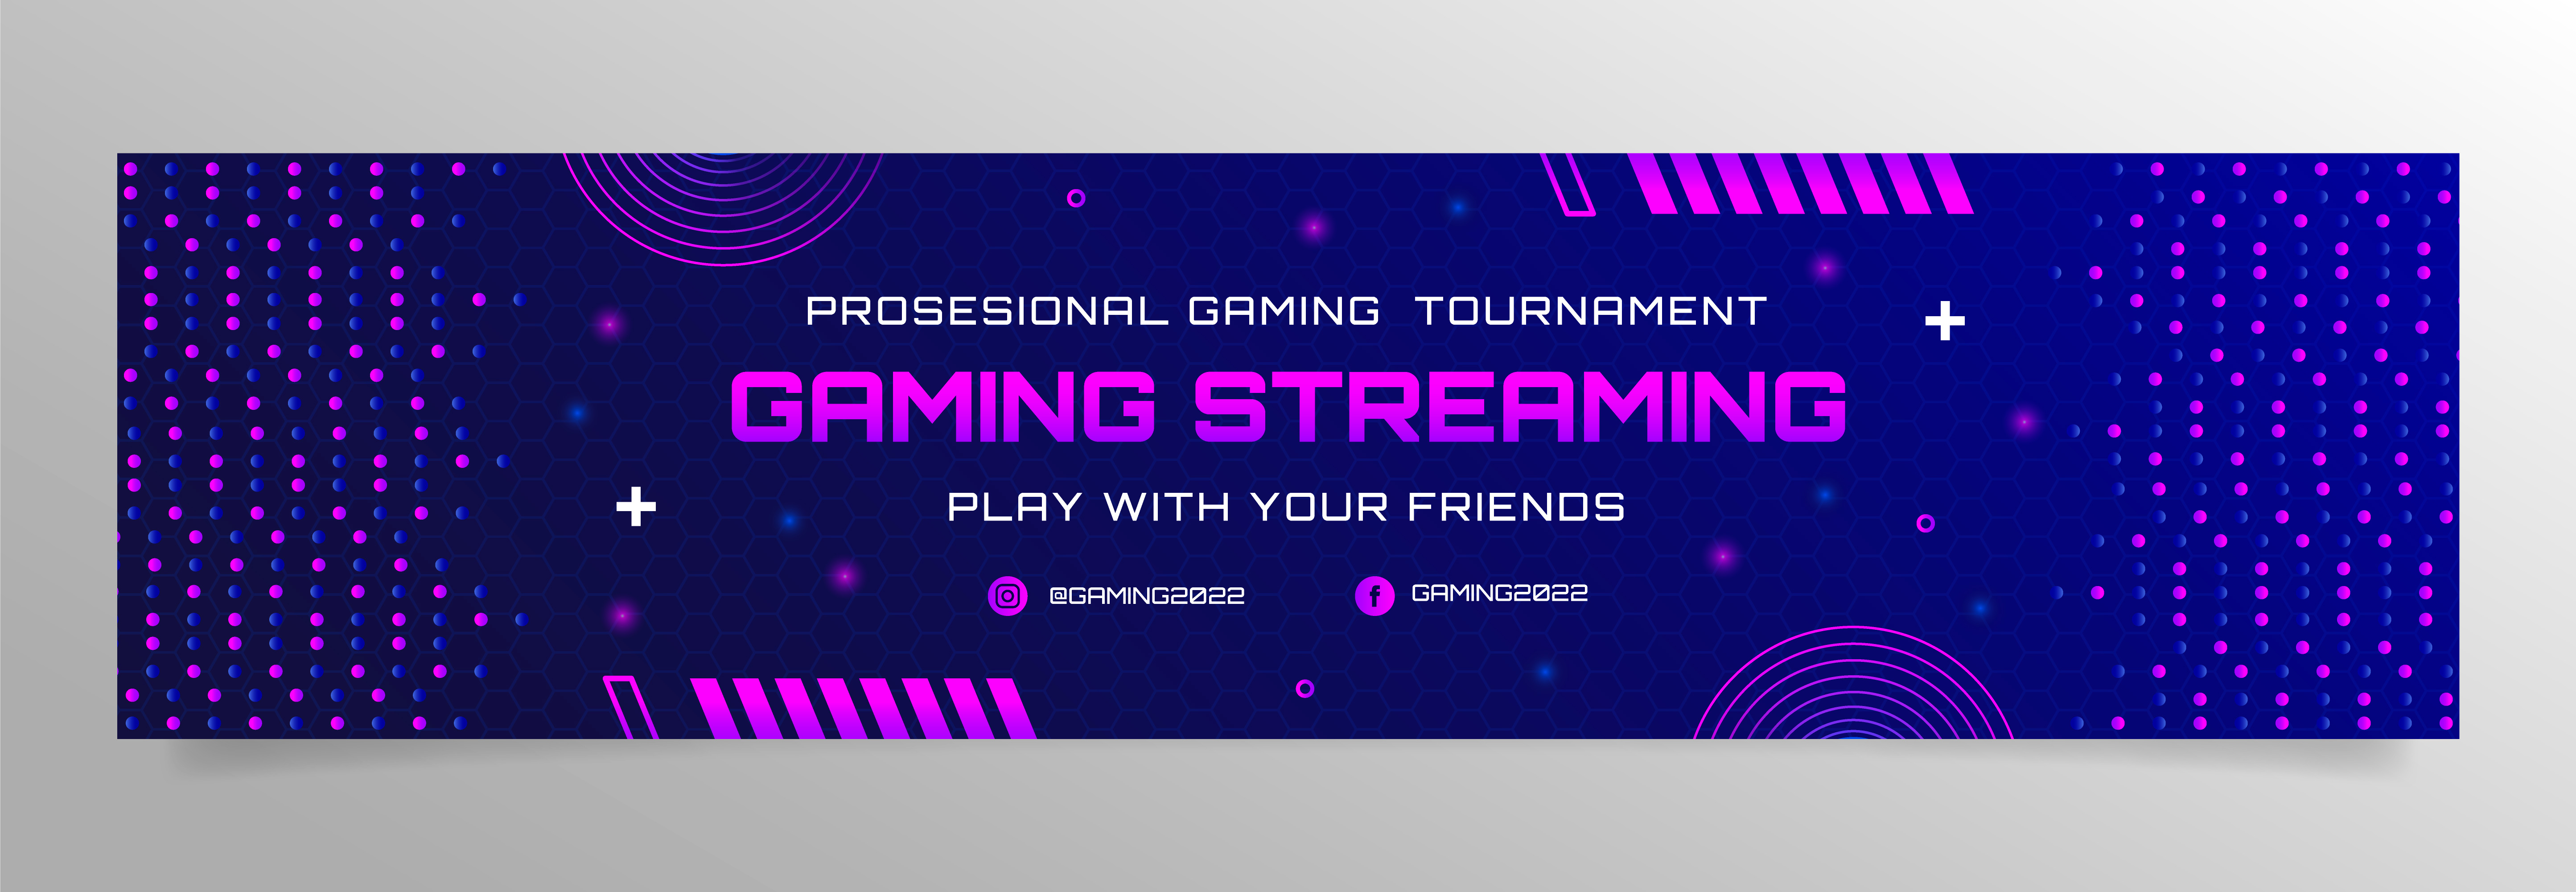 PROSESIONAL GAMING TOURNAMENT
GAMING STREAMING
PLAY WITH YOUR FRIENDS
@GAMING2022 GAMING2022